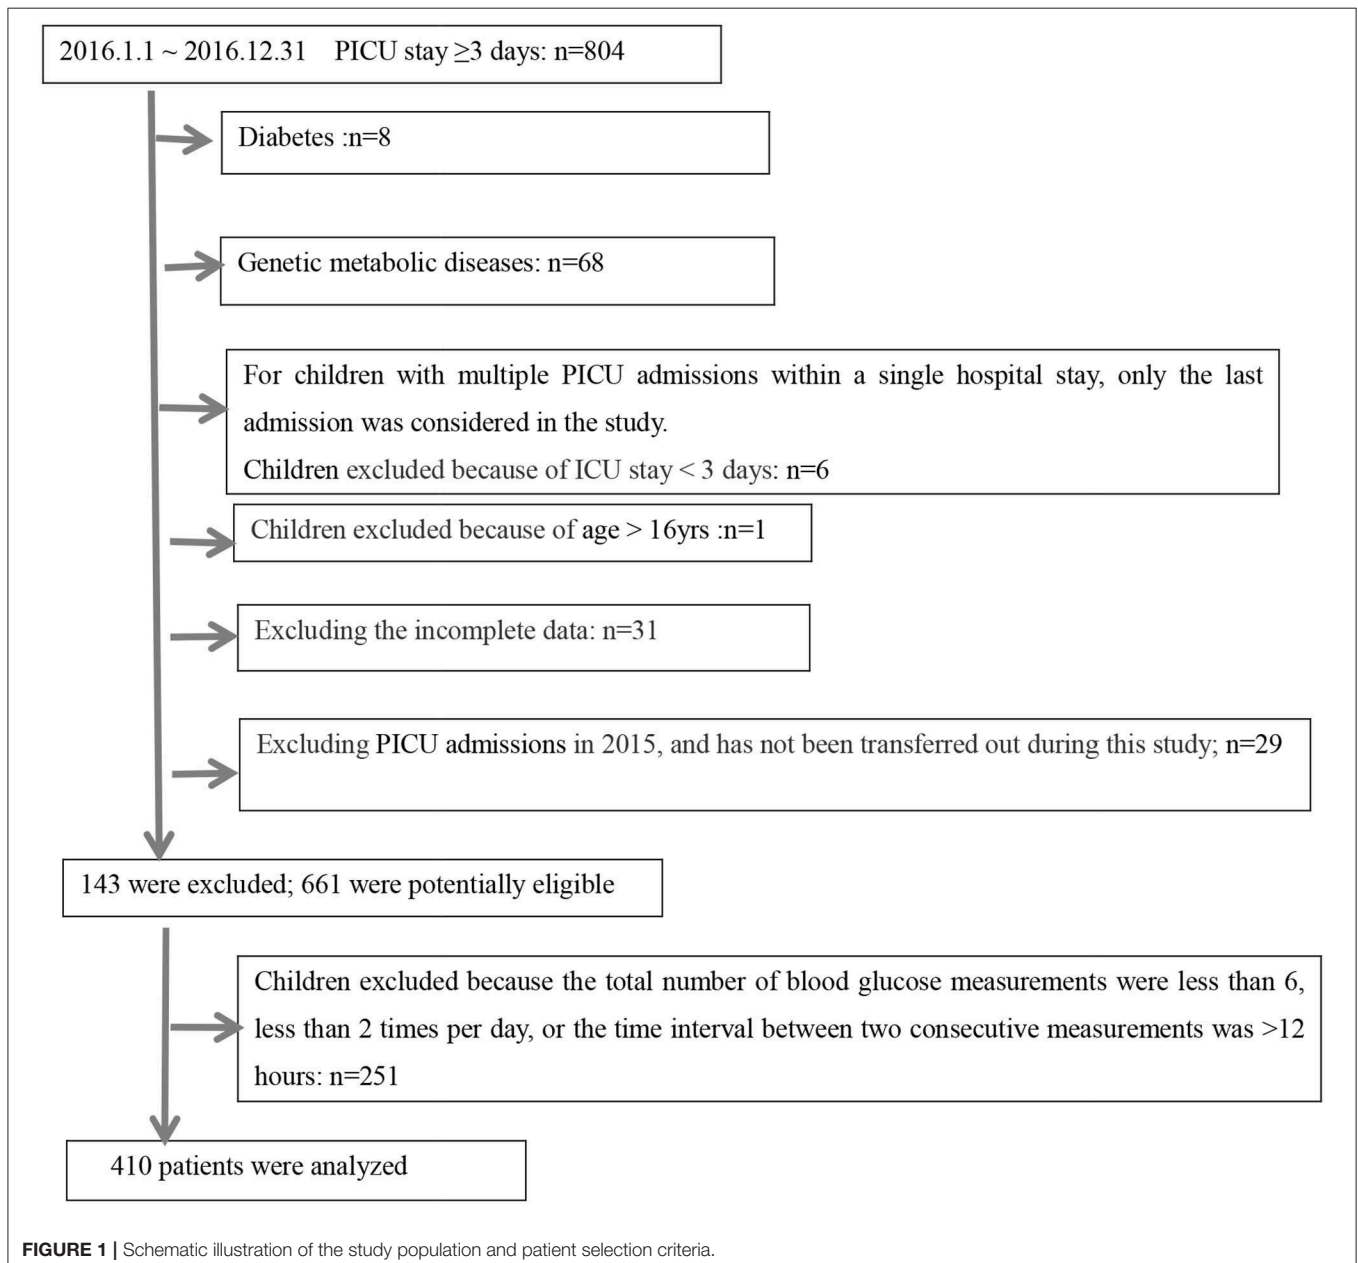 2016.1.1 ~ 2016.12.31 PICU stay ≥3 days: n=804
Diabetes :n=8
Genetic metabolic diseases: n=68
For children with multiple PICU admissions within a single hospital stay, only the last
admission was considered in the study.
Children excluded because of ICU stay < 3 days: n=6
Children excluded because of age > 16yrs :n=1
Excluding the incomplete data: n=31
Excluding PICU admissions in 2015, and has not been transferred out during this study; n=29
143 were excluded; 661 were potentially eligible
Children excluded because the total number of blood glucose measurements were less than 6,
less than 2 times per day, or the time interval between two consecutive measurements was >12
hours: n=251
410 patients were analyzed
FIGURE 1 | Schematic illustration of the study population and patient selection criteria.